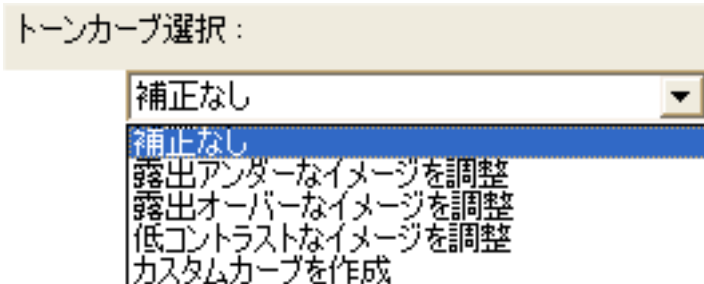 トーンカーブ選択：
補正なし
補正なし
露出アンダーなイメージを調整
露出オーバーなイメージを調整
低コントラストなイメージを調整
カスタムカーブを作成